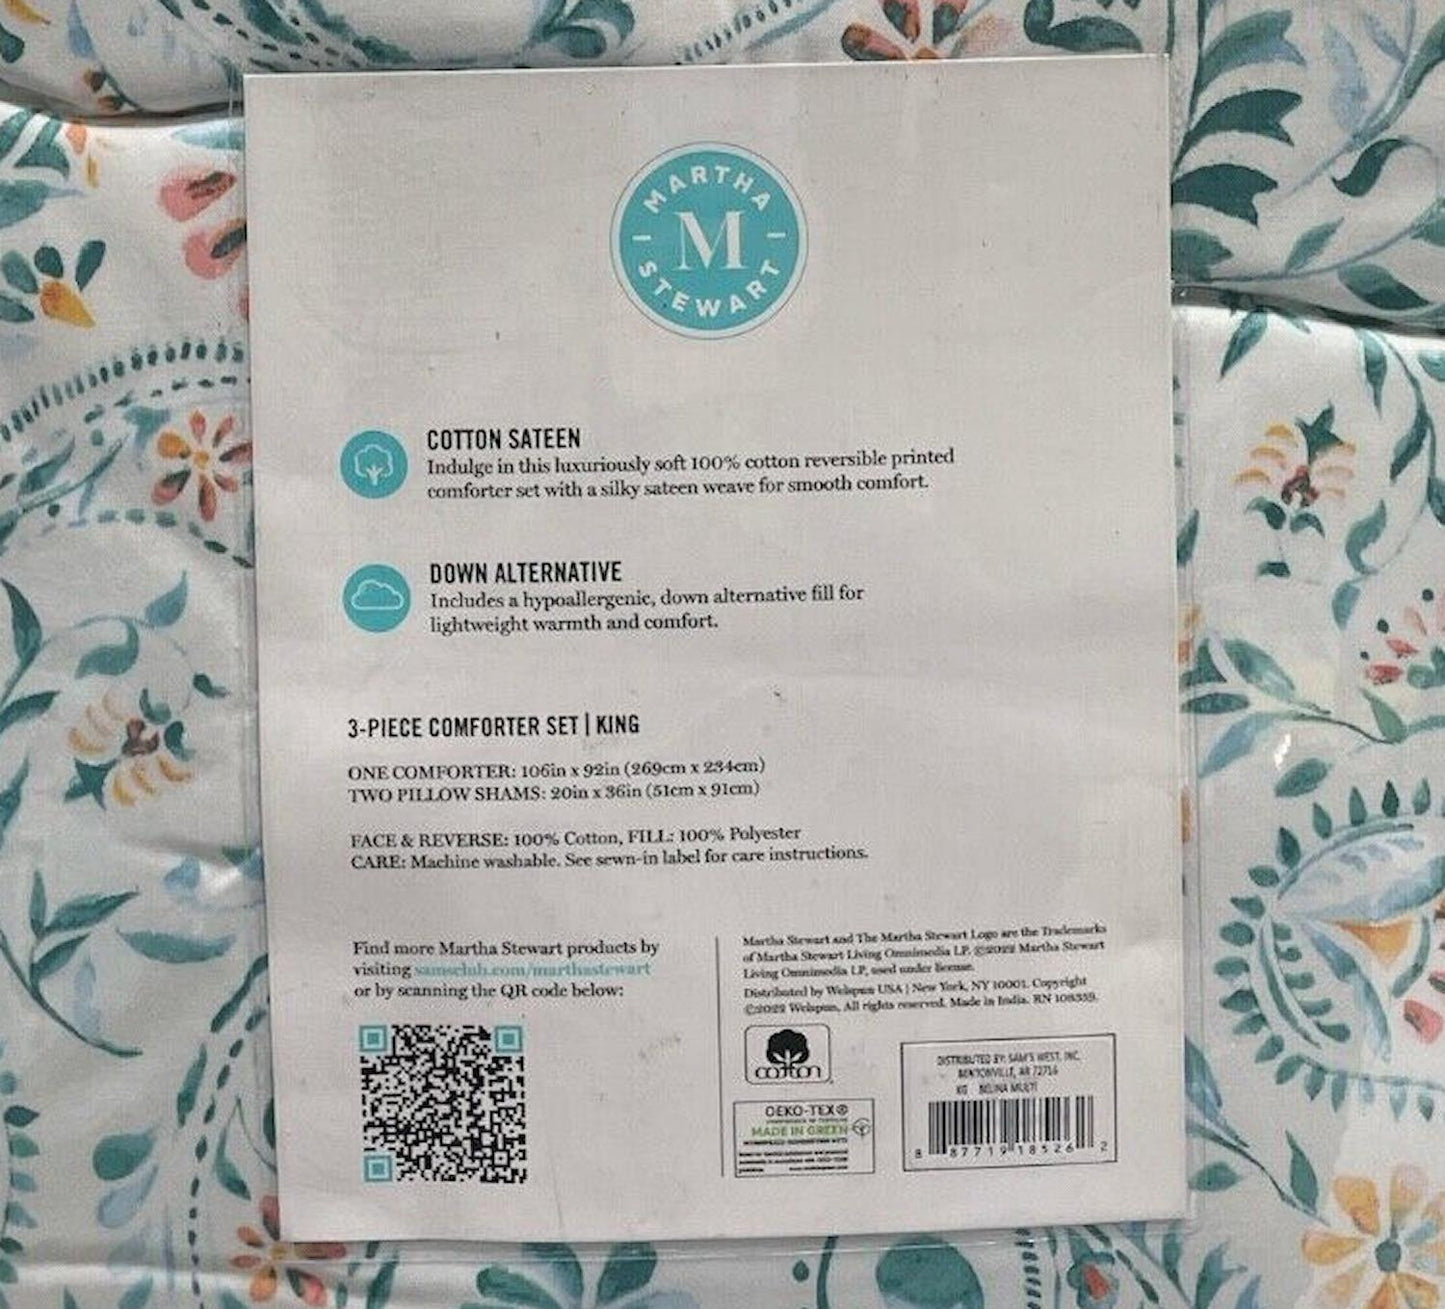 MARTHA
M
STEWART
COTTON SATEEN
Indulge in this luxuriously soft 100% cotton reversible printed
comforter set with a silky sateen weave for smooth comfort.
DOWN ALTERNATIVE
Includes a hypoallergenic, down alternative fill for
lightweight warmth and comfort.
3-PIECE COMFORTER SET | KING
ONE COMFORTER: 106in x 92in (269cm x 234cm)
TWO PILLOW SHAMS: 20in x 36in (51cm x 91cm)
FACE & REVERSE: 100% Cotton, FILL: 100% Polyester
CARE: Machine washable. See sewn-in label for care instructions.
Find more Martha Stewart products by
visiting samsclub.com/marthastewart
or by scanning the QR code below:
Martha Stewart and The Martha Stewart Logo are the Trademarks
of Martha Stewart Living Omnimedia LP. ©2022 Martha Stewart
Living Omnimedia LP, used under license.
Distributed by Welspun USA | New York, NY 10001. Copyright
©2022 Welspun. All rights reserved. Made in India. RN 108359.
cotton
OEKO-TEX®
MADE IN GREEN
DISTRIBUTED BY: SAM'S WEST, INC.
BENTONVILLE, AR 72716
KG BELINA MULTI
8 87719 18526 2